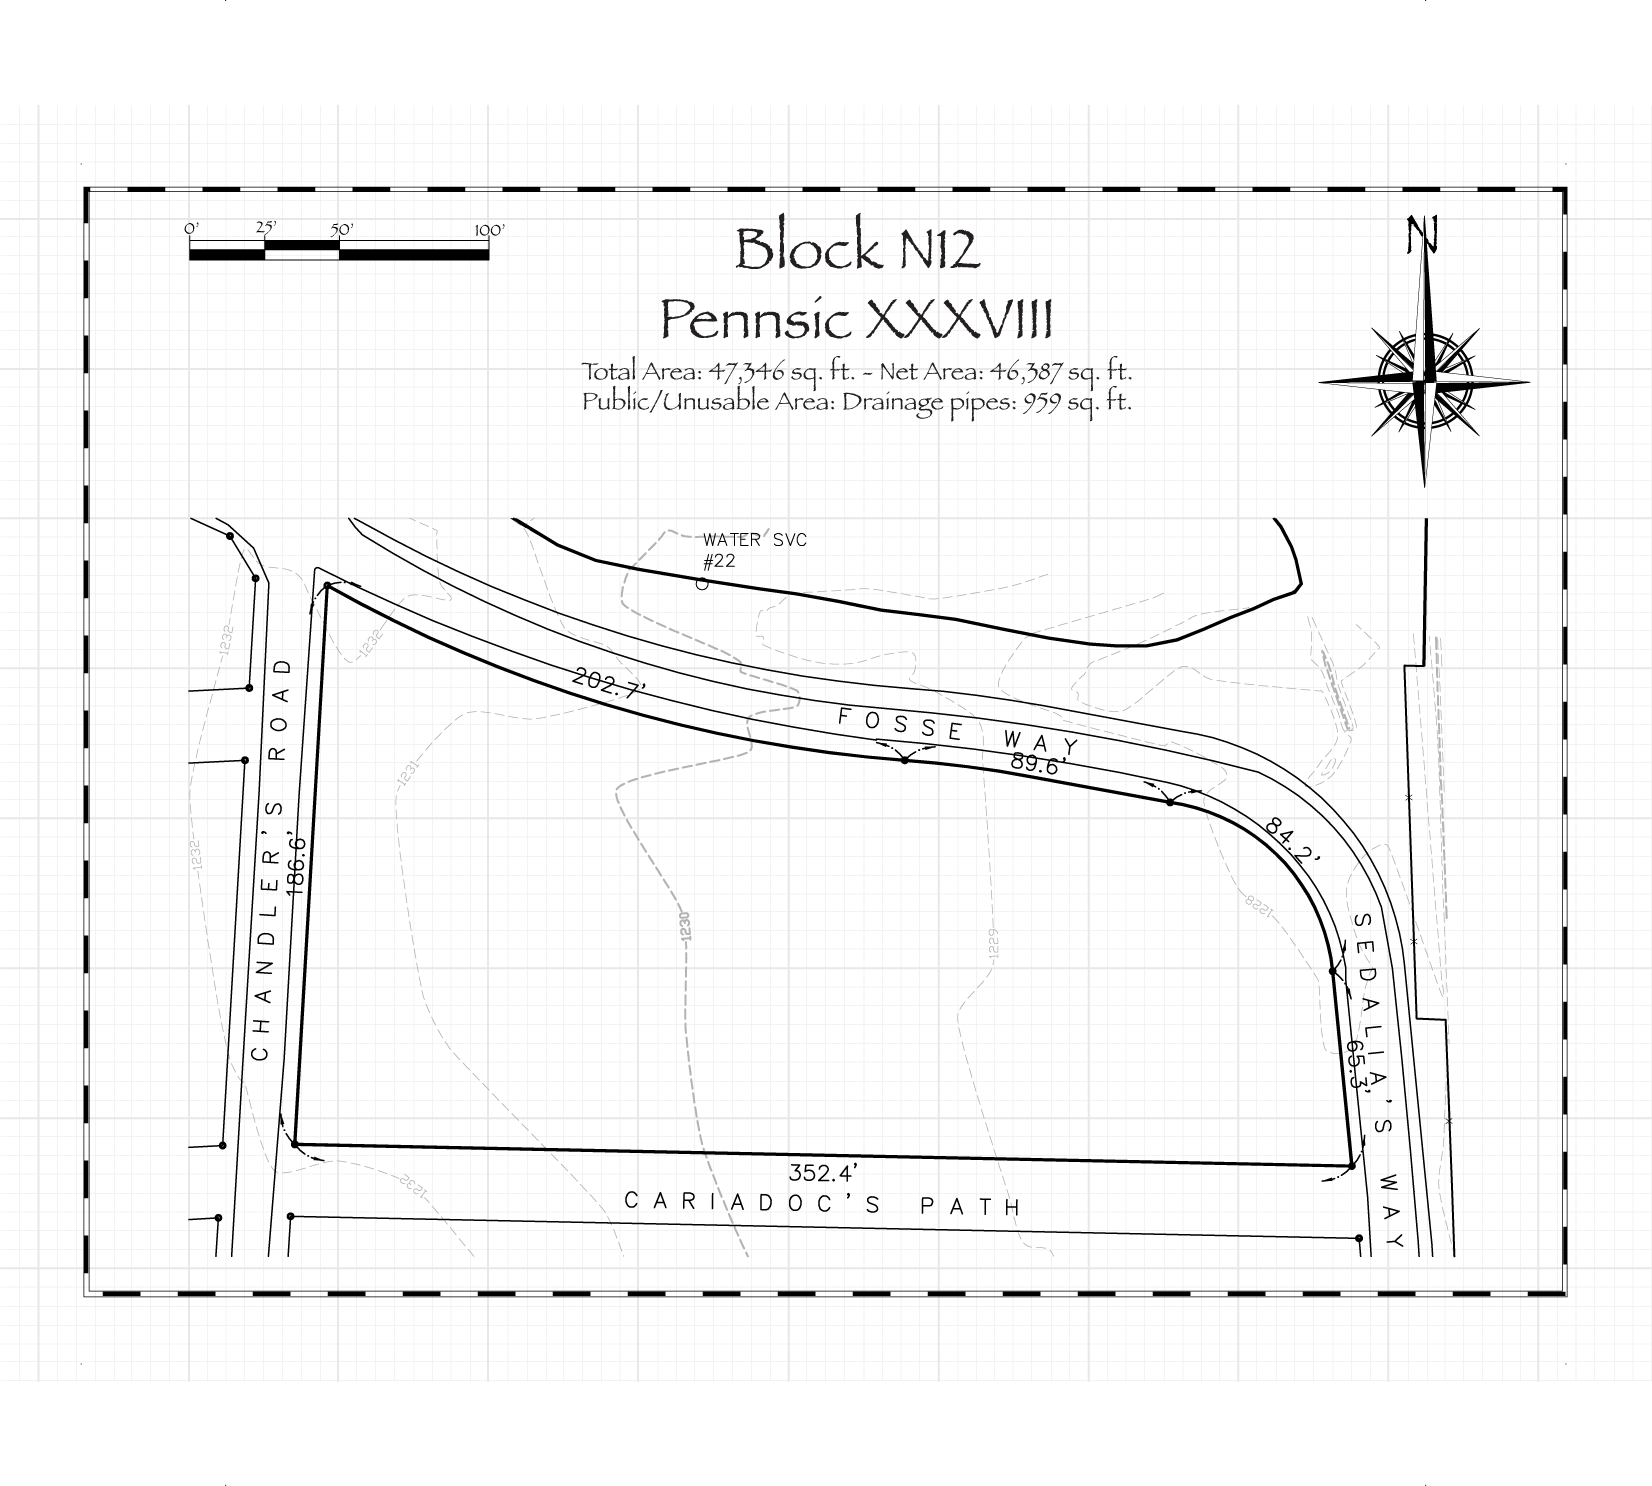 0' 25' 50' 100'
N
Block N12
Pennsic XXXVIII
Total Area: 47,346 sq. ft. - Net Area: 46,387 sq. ft.
Public/Unusable Area: Drainage pipes: 959 sq. ft.
WATER SVC
#22
1232
1232
202.7'
FOSSE WAY
89.6'
1231
84.2'
1232
186.6'
CHANDLER'S ROAD
1230
1229
1228
SEDALIA'S WAY
65.3'
352.4'
1232
CARIADOC'S PATH